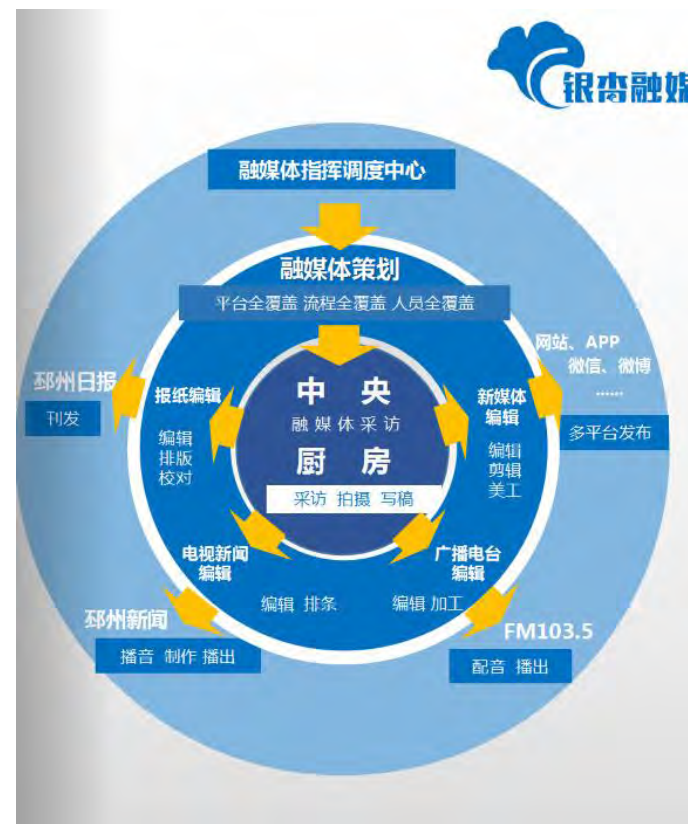 银杏融媒
融媒体指挥调度中心
融媒体策划
平台全覆盖 流程全覆盖 人员全覆盖
网站、APP
微信、微博
......
多平台发布
邳州日报
刊发
报纸编辑
编辑
排版
校对
中 央
融媒体采访
厨 房
采访 拍摄 写稿
新媒体
编辑
编辑
剪辑
美工
电视新闻
编辑
编辑 排条
广播电台
编辑
编辑 加工
邳州新闻
播音 制作 播出
FM103.5
配音 播出